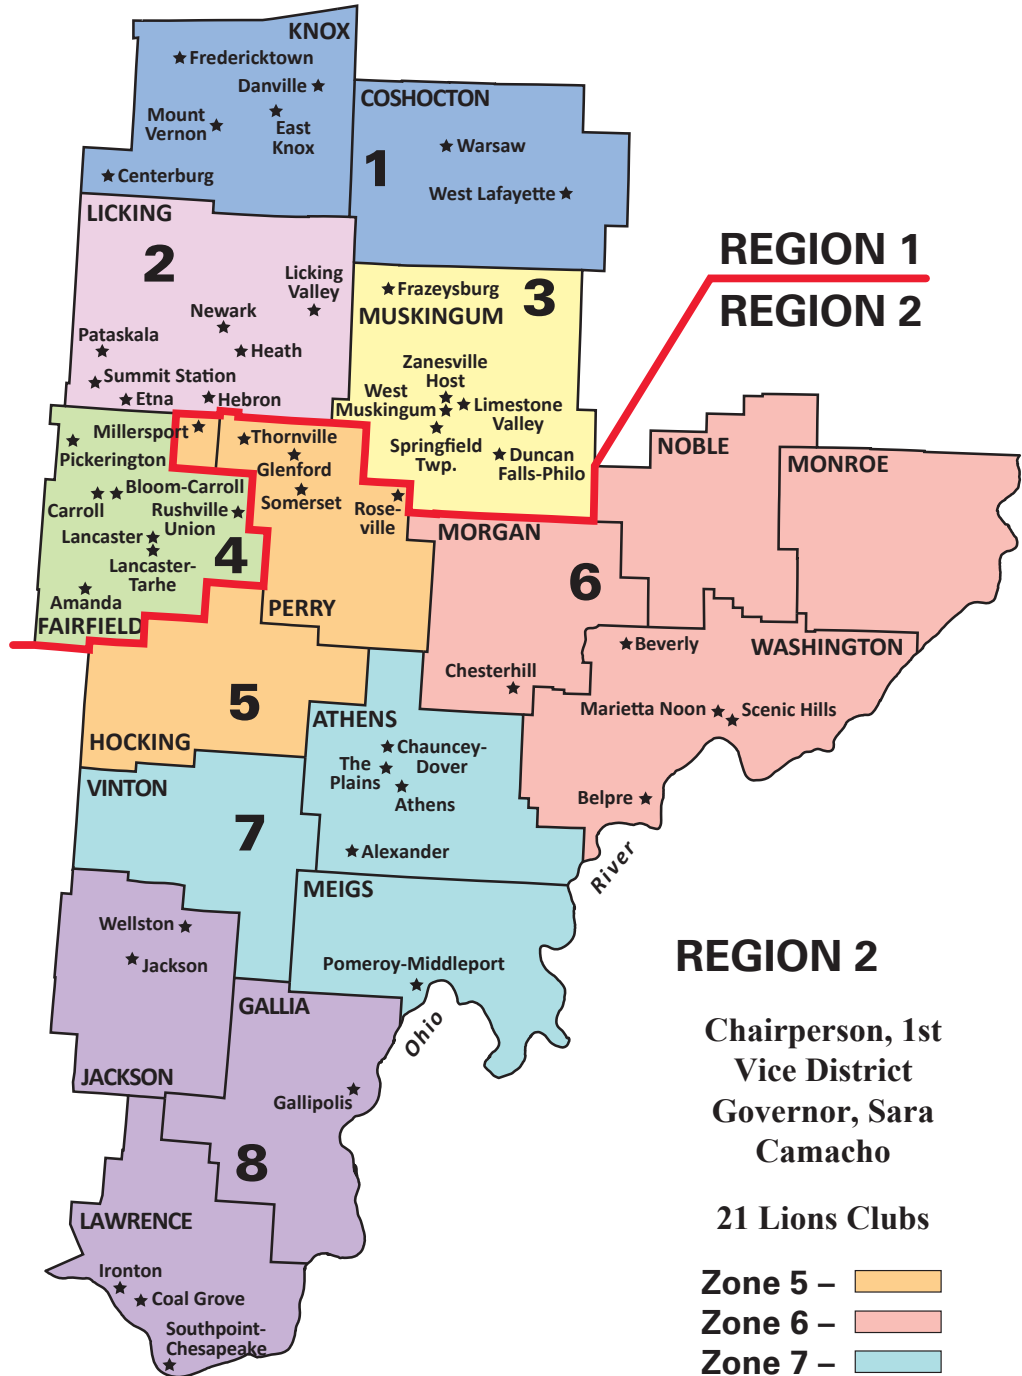 KNOX
Fredericktown
Danville
Mount
Vernon
East
Knox
Centerburg
COSHOCTON
1
Warsaw
West Lafayette
LICKING
2
Licking
Valley
Newark
Pataskala
Heath
Summit Station
Etna
Hebron
Frazeysburg
3
MUSKINGUM
Zanesville
Host
West
Muskingum
Limestone
Valley
Springfield
Twp.
Duncan
Falls-Philo
REGION 1
REGION 2
Millersport
Pickerington
Bloom-Carroll
Carroll
Rushville
Union
Lancaster
4
Lancaster-
Tarhe
Amanda
FAIRFIELD
Thornville
Glenford
Somerset
Rose-
ville
PERRY
5
HOCKING
NOBLE
MONROE
MORGAN
6
Chesterhill
Beverly
WASHINGTON
Marietta Noon
Scenic Hills
Belpre
ATHENS
Chauncey-
Dover
The
Plains
Athens
Alexander
VINTON
7
MEIGS
Pomeroy-Middleport
River
Ohio
Wellston
Jackson
JACKSON
GALLIA
Gallipolis
8
LAWRENCE
Ironton
Coal Grove
Southpoint-
Chesapeake
REGION 2
Chairperson, 1st
Vice District
Governor, Sara
Camacho
21 Lions Clubs
Zone 5 –
Zone 6 –
Zone 7 –